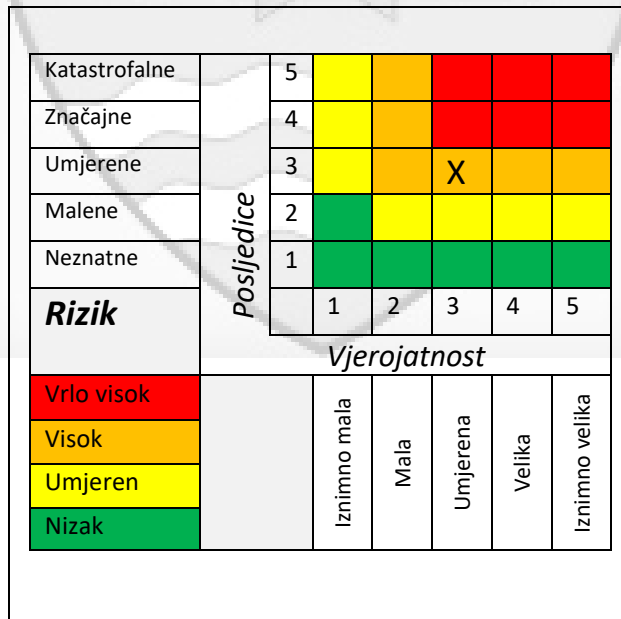 Katastrofalne 5
Značajne 4
Umjerene 3 X
Malene 2
Neznatne 1
Posljedice
Rizik 1 2 3 4 5
Vjerojatnost
Vrlo visok
Visok
Umjeren
Nizak
Iznimno mala
Mala
Umjerena
Velika
Iznimno velika